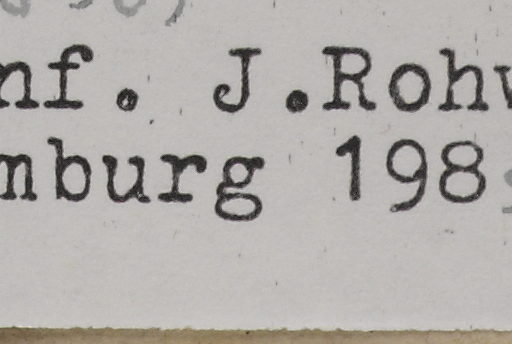 nf. J.Roh
mburg 198